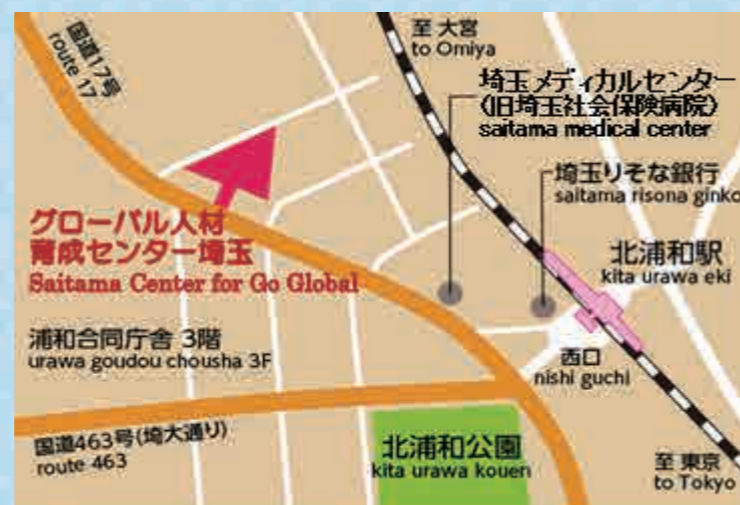 国道17号
route 17
至 大宮
to Omiya
埼玉メディカルセンター
(旧埼玉社会保険病院)
saitama medical center
埼玉りそな銀行
saitama risona ginko
グローバル人材
育成センター埼玉
Saitama Center for Go Global
北浦和駅
kita urawa eki
浦和合同庁舎 3階
urawa goudou chousha 3F
西口
nishi guchi
国道463号(埼大通り)
route 463
北浦和公園
kita urawa kouen
至 東京
to Tokyo